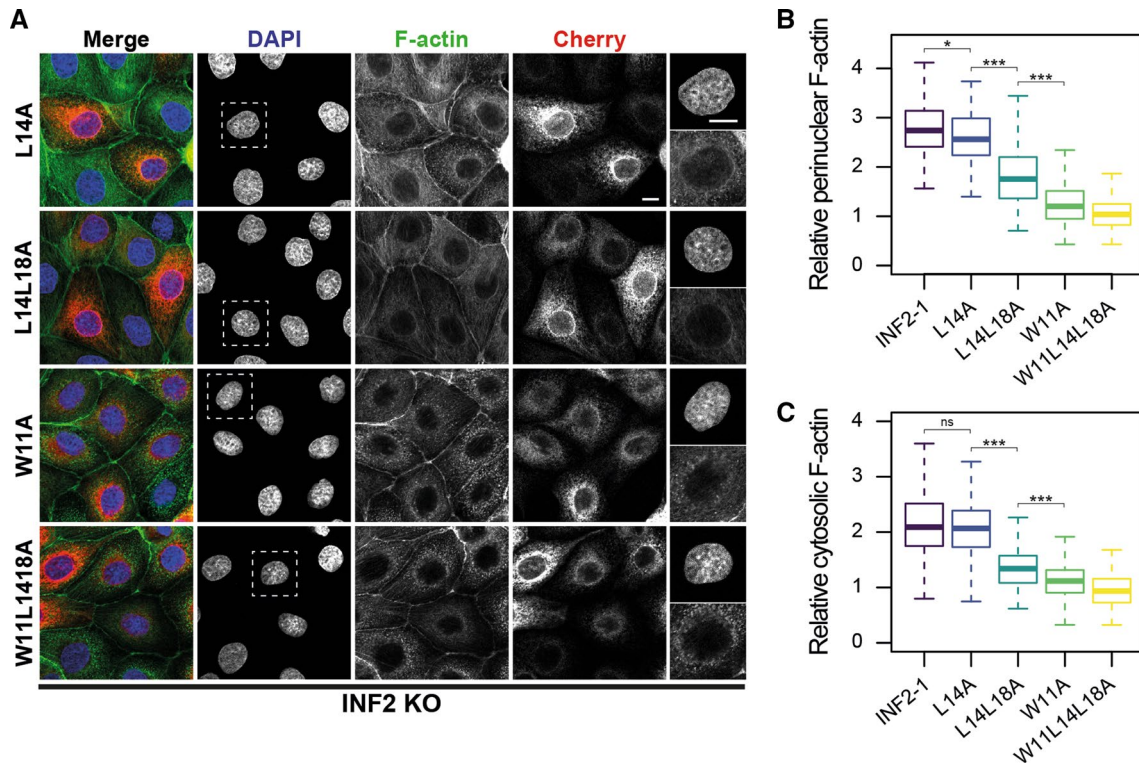 A
Merge DAPI F-actin Cherry
L14A
L14L18A
W11A
W11L1418A
INF2 KO
B
Relative perinuclear F-actin
4
3
2
1
0
* *** ***
INF2-1 L14A L14L18A W11A W11L14L18A
C
Relative cytosolic F-actin
4
3
2
1
0
ns *** ***
INF2-1 L14A L14L18A W11A W11L14L18A